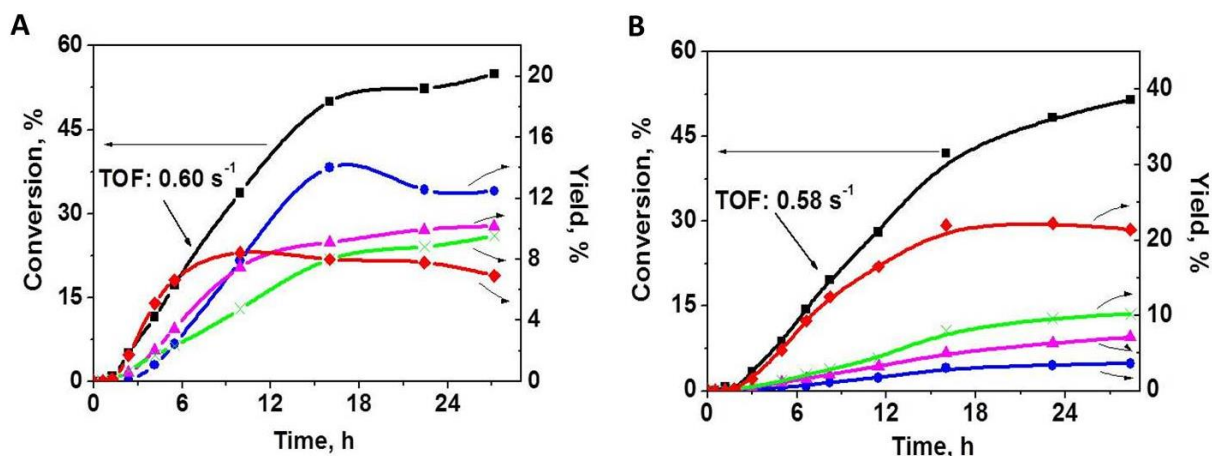 A
60
45
30
15
0
Conversion, %
TOF: 0.60 s⁻¹
20
16
12
8
4
0
Yield, %
0 6 12 18 24
Time, h
B
60
45
30
15
0
Conversion, %
TOF: 0.58 s⁻¹
40
30
20
10
0
Yield, %
0 6 12 18 24
Time, h